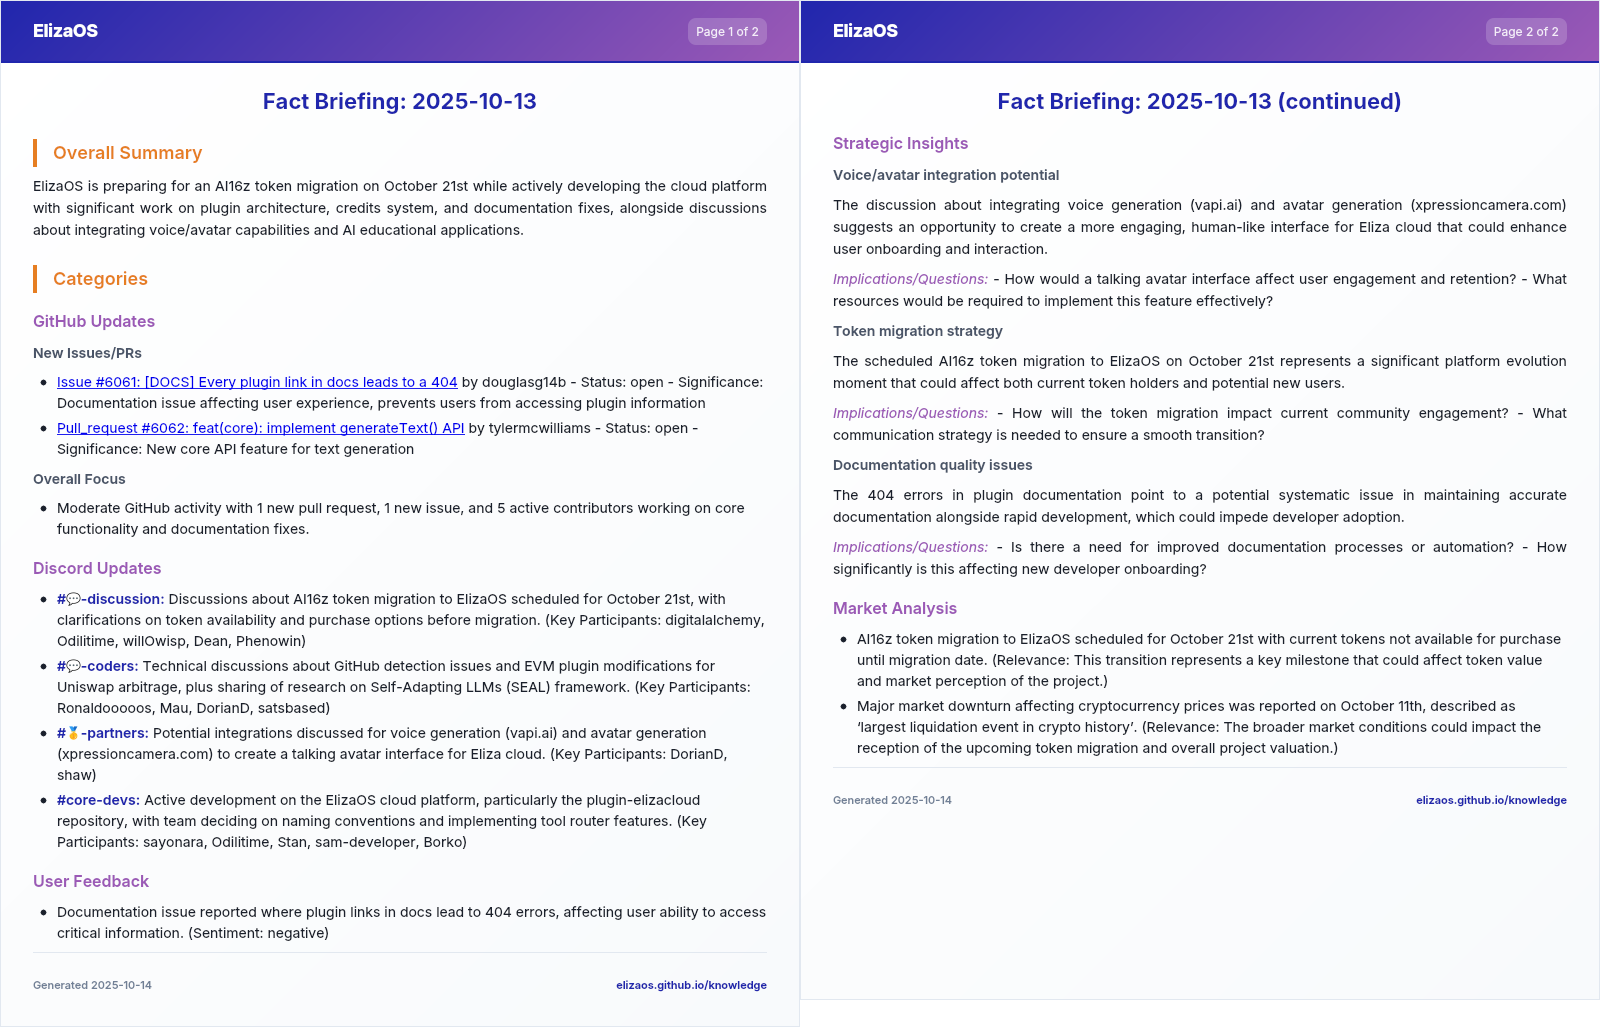 ElizaOS
Page 1 of 2
Fact Briefing: 2025-10-13
Overall Summary
ElizaOS is preparing for an AI16z token migration on October 21st while actively developing the cloud platform
with significant work on plugin architecture, credits system, and documentation fixes, alongside discussions
about integrating voice/avatar capabilities and AI educational applications.
Categories
GitHub Updates
New Issues/PRs
• Issue #6061: [DOCS] Every plugin link in docs leads to a 404 by douglasg14b - Status: open - Significance:
Documentation issue affecting user experience, prevents users from accessing plugin information
• Pull_request #6062: feat(core): implement generateText() API by tylermcwilliams - Status: open -
Significance: New core API feature for text generation
Overall Focus
• Moderate GitHub activity with 1 new pull request, 1 new issue, and 5 active contributors working on core
functionality and documentation fixes.
Discord Updates
• #💬-discussion: Discussions about AI16z token migration to ElizaOS scheduled for October 21st, with
clarifications on token availability and purchase options before migration. (Key Participants: digitalalchemy,
Odilitime, willOwisp, Dean, Phenowin)
• #💬-coders: Technical discussions about GitHub detection issues and EVM plugin modifications for
Uniswap arbitrage, plus sharing of research on Self-Adapting LLMs (SEAL) framework. (Key Participants:
Ronaldooooos, Mau, DorianD, satsbased)
• #🥇-partners: Potential integrations discussed for voice generation (vapi.ai) and avatar generation
(xpressioncamera.com) to create a talking avatar interface for Eliza cloud. (Key Participants: DorianD,
shaw)
• #core-devs: Active development on the ElizaOS cloud platform, particularly the plugin-elizacloud
repository, with team deciding on naming conventions and implementing tool router features. (Key
Participants: sayonara, Odilitime, Stan, sam-developer, Borko)
User Feedback
• Documentation issue reported where plugin links in docs lead to 404 errors, affecting user ability to access
critical information. (Sentiment: negative)
Generated 2025-10-14
elizaos.github.io/knowledge
ElizaOS
Page 2 of 2
Fact Briefing: 2025-10-13 (continued)
Strategic Insights
Voice/avatar integration potential
The discussion about integrating voice generation (vapi.ai) and avatar generation (xpressioncamera.com)
suggests an opportunity to create a more engaging, human-like interface for Eliza cloud that could enhance
user onboarding and interaction.
Implications/Questions: - How would a talking avatar interface affect user engagement and retention? - What
resources would be required to implement this feature effectively?
Token migration strategy
The scheduled AI16z token migration to ElizaOS on October 21st represents a significant platform evolution
moment that could affect both current token holders and potential new users.
Implications/Questions: - How will the token migration impact current community engagement? - What
communication strategy is needed to ensure a smooth transition?
Documentation quality issues
The 404 errors in plugin documentation point to a potential systematic issue in maintaining accurate
documentation alongside rapid development, which could impede developer adoption.
Implications/Questions: - Is there a need for improved documentation processes or automation? - How
significantly is this affecting new developer onboarding?
Market Analysis
• AI16z token migration to ElizaOS scheduled for October 21st with current tokens not available for purchase
until migration date. (Relevance: This transition represents a key milestone that could affect token value
and market perception of the project.)
• Major market downturn affecting cryptocurrency prices was reported on October 11th, described as
‘largest liquidation event in crypto history’. (Relevance: The broader market conditions could impact the
reception of the upcoming token migration and overall project valuation.)
Generated 2025-10-14
elizaos.github.io/knowledge